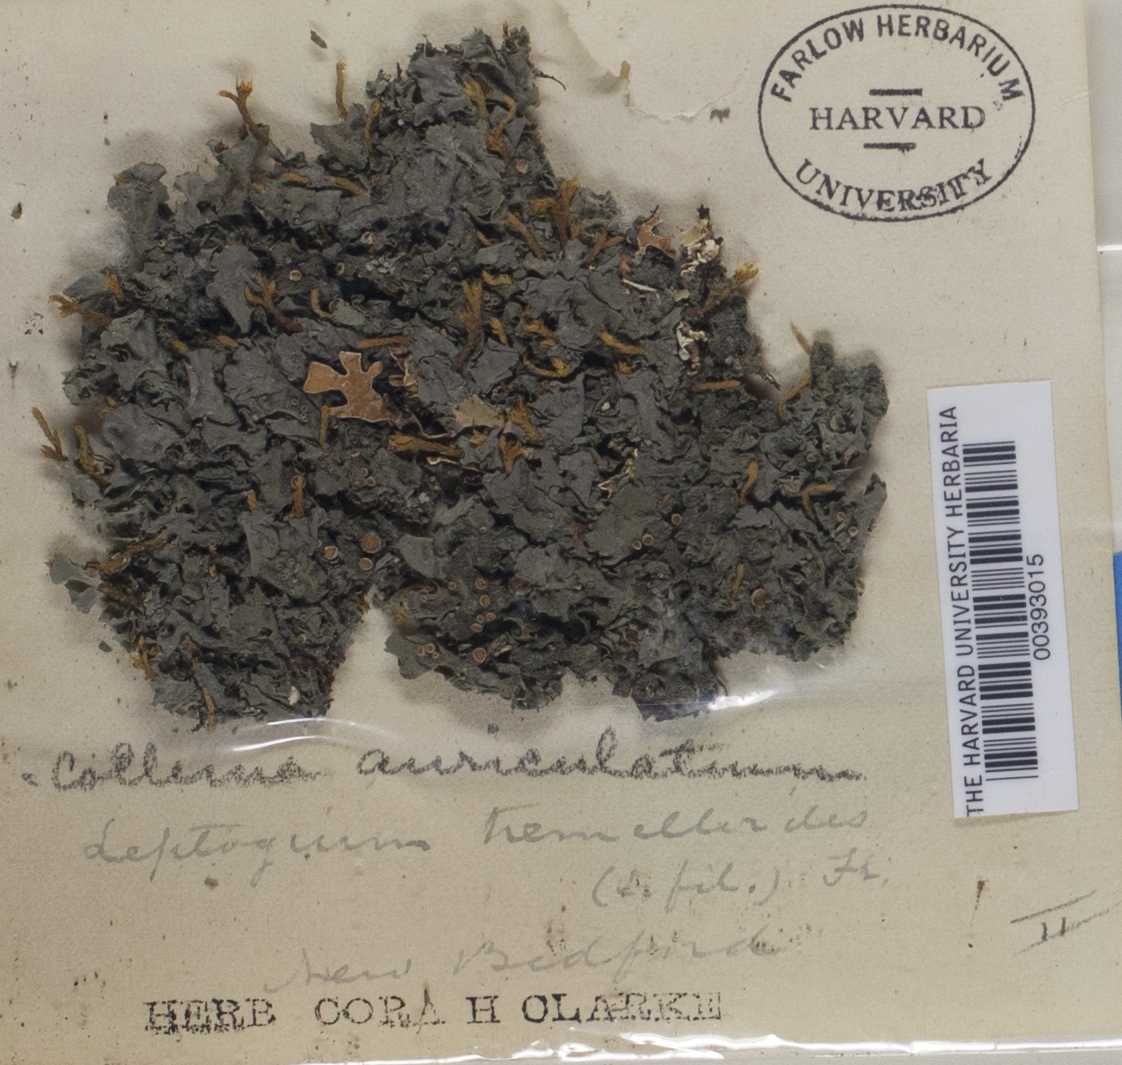 FARLOW HERBARIUM
HARVARD
UNIVERSITY
THE HARVARD UNIVERSITY HERBARIA
00393015
Collema auriculatum
Leptogium tremelloides
(L. fil.) Fr.
II
New Bedford
HERB CORA H CLARKE